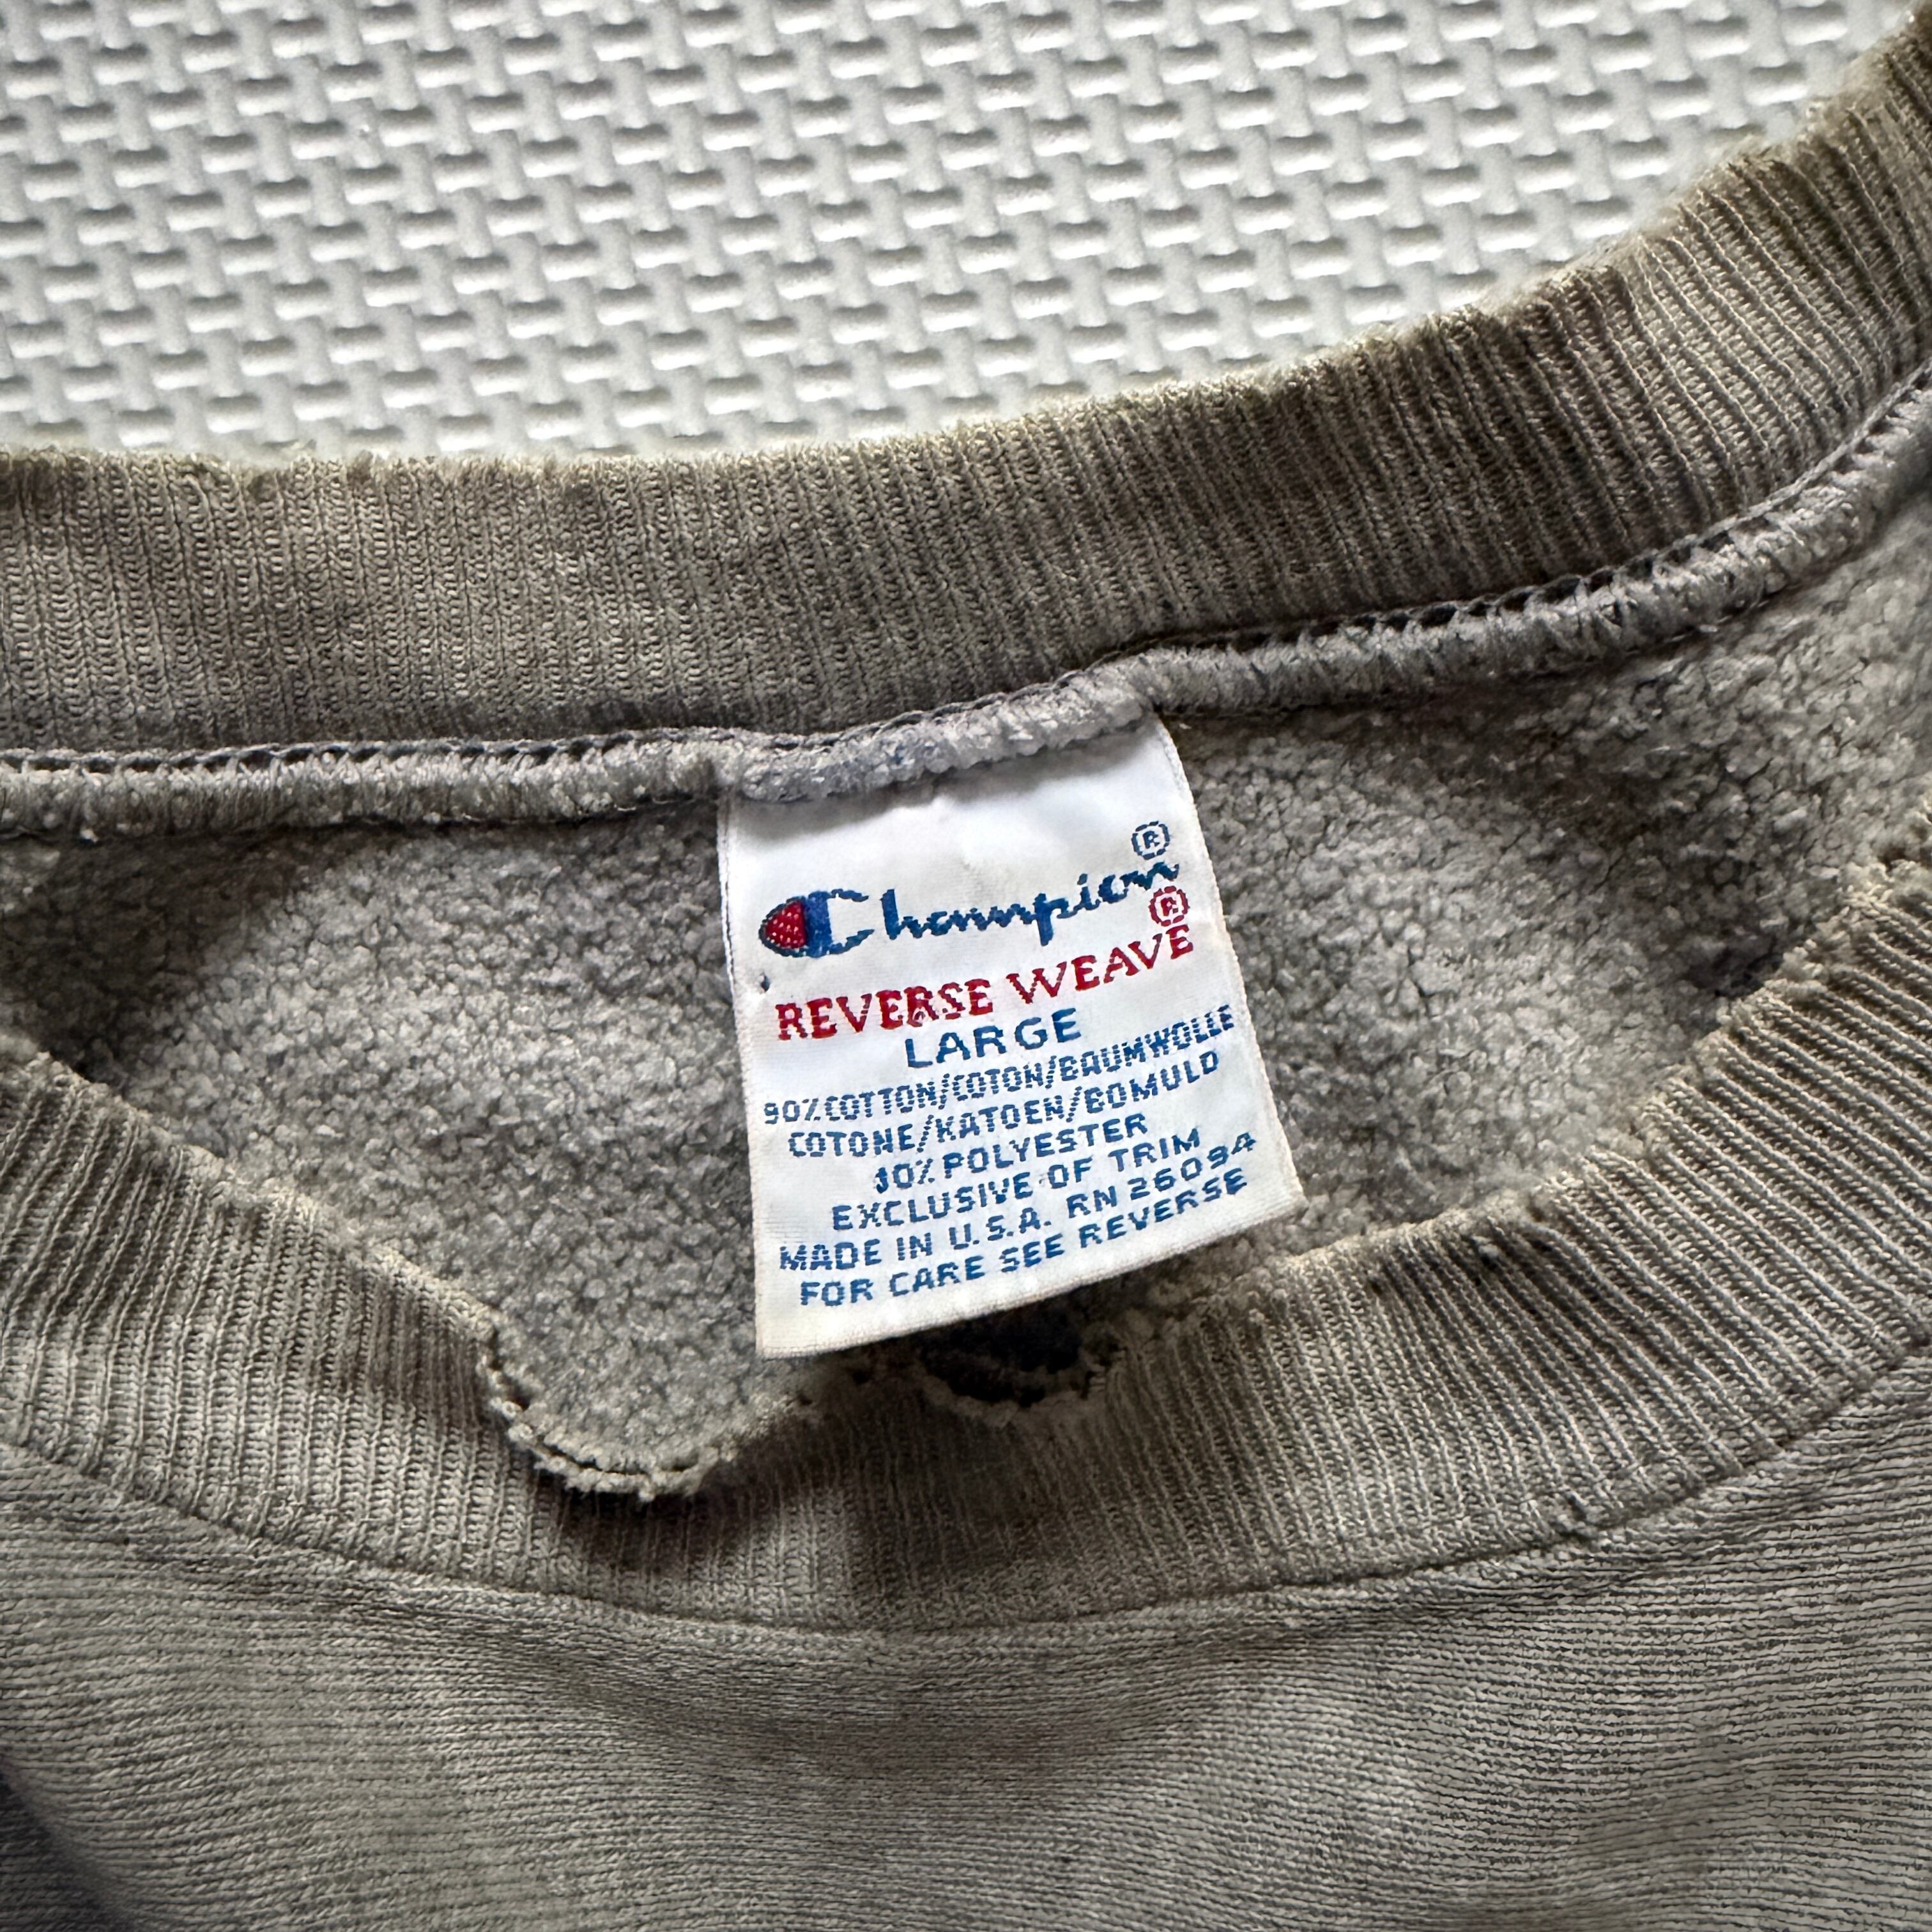 Champion®
REVERSE WEAVE®
LARGE
90% COTTON/COTON/BAUMWOLLE
COTONE/KATOEN/BOMULD
10% POLYESTER
EXCLUSIVE OF TRIM
MADE IN U.S.A. RN 26094
FOR CARE SEE REVERSE